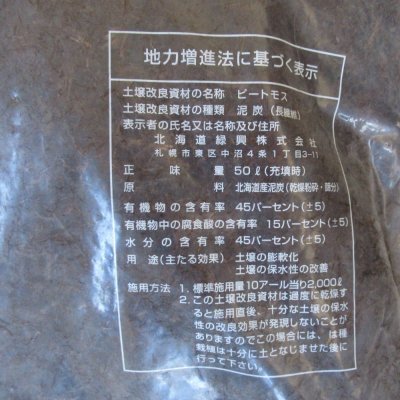 地力増進法に基づく表示
土壌改良資材の名称 ピートモス
土壌改良資材の種類 泥炭(長繊維)
表示者の氏名又は名称及び住所
北海道緑興株式会社
札幌市東区中沼4条1丁目3-11
正味量 50ℓ(充填時)
原料 北海道産泥炭(乾燥粉砕・篩分)
有機物の含有率 45パーセント(±5)
有機物中の腐食酸の含有率 15パーセント(±5)
水分の含有率 45パーセント(±5)
用途(主たる効果) 土壌の膨軟化
土壌の保水性の改善
施用方法 1. 標準施用量10アール当り2,000ℓ
2. この土壌改良資材は過度に乾燥す
ると施用直後、十分な土壌の保水
性の改良効果が発現しないことが
ありますのでこの場合には、は種
栽植は十分に土となじませた後に
行って下さい。